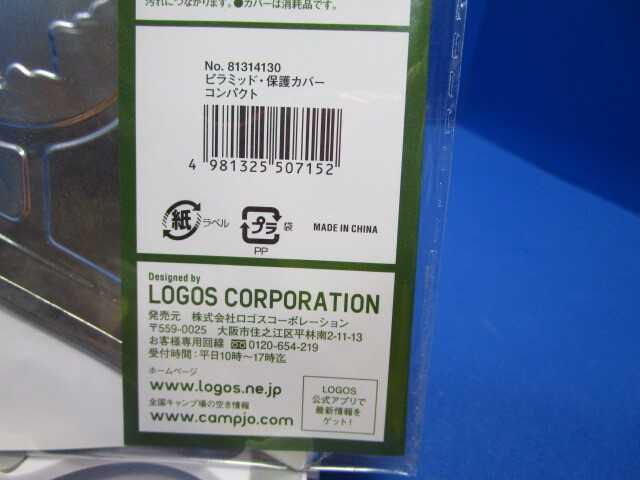 汚れにつながります。●カバーは消耗品です。
No. 81314130
ピラミッド・保護カバー
コンパクト
4 981325 507152
紙 ラベル
プラ 袋
PP
MADE IN CHINA
Designed by
LOGOS CORPORATION
発売元 株式会社ロゴスコーポレーション
〒559-0025 大阪市住之江区平林南2-11-13
お客様専用回線 0120-654-219
受付時間：平日10時〜17時迄
ホームページ
www.logos.ne.jp
全国キャンプ場の空き情報
www.campjo.com
LOGOS
公式アプリで
最新情報を
ゲット！